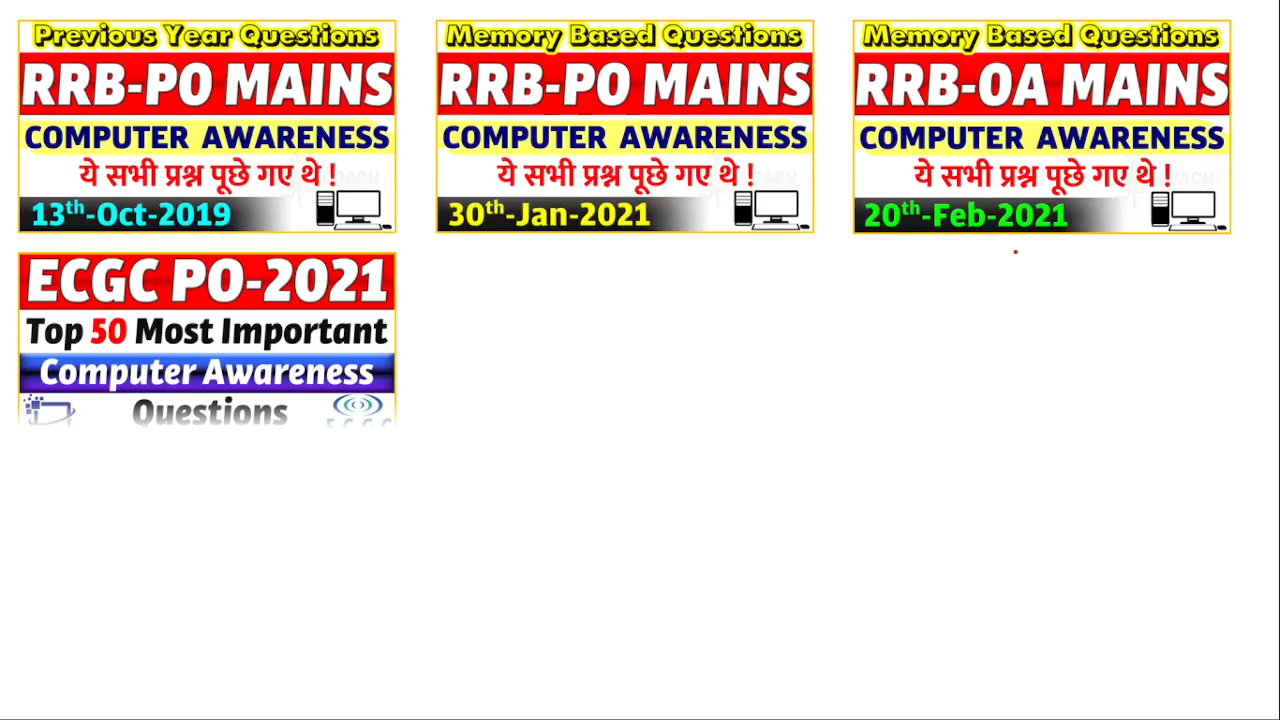 Previous Year Questions
RRB-PO MAINS
COMPUTER AWARENESS
ये सभी प्रश्न पूछे गए थे !
13th-Oct-2019
Memory Based Questions
RRB-PO MAINS
COMPUTER AWARENESS
ये सभी प्रश्न पूछे गए थे !
30th-Jan-2021
Memory Based Questions
RRB-OA MAINS
COMPUTER AWARENESS
ये सभी प्रश्न पूछे गए थे !
20th-Feb-2021
ECGC PO-2021
Top 50 Most Important
Computer Awareness
Questions